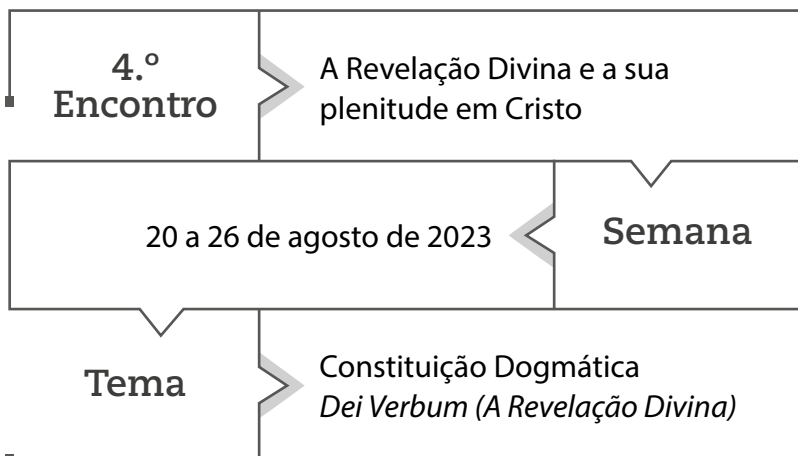 4.º
Encontro
A Revelação Divina e a sua
plenitude em Cristo
20 a 26 de agosto de 2023
Semana
Tema
Constituição Dogmática
Dei Verbum (A Revelação Divina)